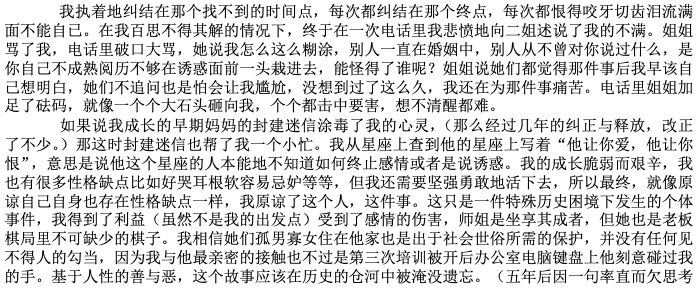 我执着地纠结在那个找不到的时间点，每次都纠结在那个终点，每次都恨得咬牙切齿泪流满
面不能自已。在我百思不得其解的情况下，终于在一次电话里我悲愤地向二姐述说了我的不满。姐姐
骂了我，电话里破口大骂，她说我怎么这么糊涂，别人一直在婚姻中，别人从不曾对你说过什么，是
你自己不成熟阅历不够在诱惑面前一头栽进去，能怪得了谁呢？姐姐说她们都觉得那件事后我早该自
己想明白，她们不追问也是怕会让我尴尬，没想到过了这么久，我还在为那件事痛苦。电话里姐姐加
足了砝码，就像一个个大石头砸向我，个个都击中要害，想不清醒都难。
如果说我成长的早期妈妈的封建迷信涂毒了我的心灵，（那么经过几年的纠正与释放，改正
了不少。）那这时封建迷信也帮了我一个小忙。我从星座上查到他的星座上写着“他让你爱，他让你
恨”，意思是说他这个星座的人本能地不知道如何终止感情或者是说诱惑。我的成长脆弱而艰辛，我
也有很多性格缺点比如好哭耳根软容易忌妒等等，但我还需要坚强勇敢地活下去，所以最终，就像原
谅自己自身也存在性格缺点一样，我原谅了这个人，这件事。这只是一件特殊历史困境下发生的个体
事件，我得到了利益（虽然不是我的出发点）受到了感情的伤害，师姐是坐享其成者，但她也是老板
棋局里不可缺少的棋子。我相信她们孤男寡女住在他家也是出于社会世俗所需的保护，并没有任何见
不得人的勾当，因为我与他最亲密的接触也不过是第三次培训被开后办公室电脑键盘上他刻意碰过我
的手。基于人性的善与恶，这个故事应该在历史的仓河中被淹没遗忘。（五年后因一句率直而欠思考